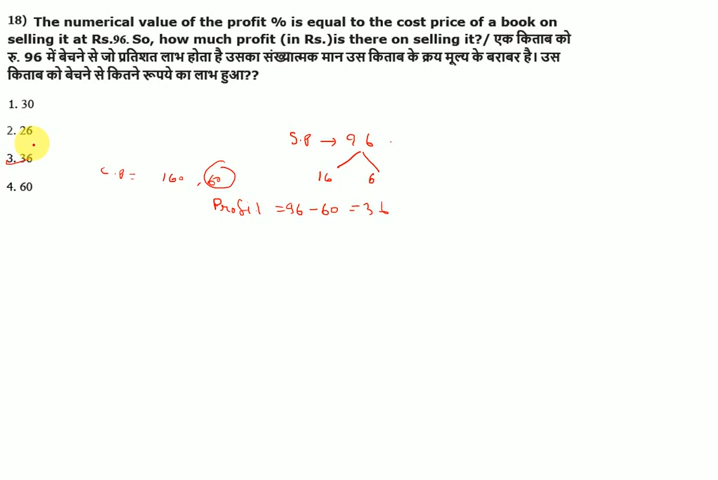 18) The numerical value of the profit % is equal to the cost price of a book on
selling it at Rs.96. So, how much profit (in Rs.)is there on selling it?/ एक किताब को
रु. 96 में बेचने से जो प्रतिशत लाभ होता है उसका संख्यात्मक मान उस किताब के क्रय मूल्य के बराबर है। उस
किताब को बेचने से कितने रूपये का लाभ हुआ??
1. 30
2. 26
3. 36
4. 60
S.P → 96
16 6
C.P = 160, 60
Profit = 96 - 60 = 36